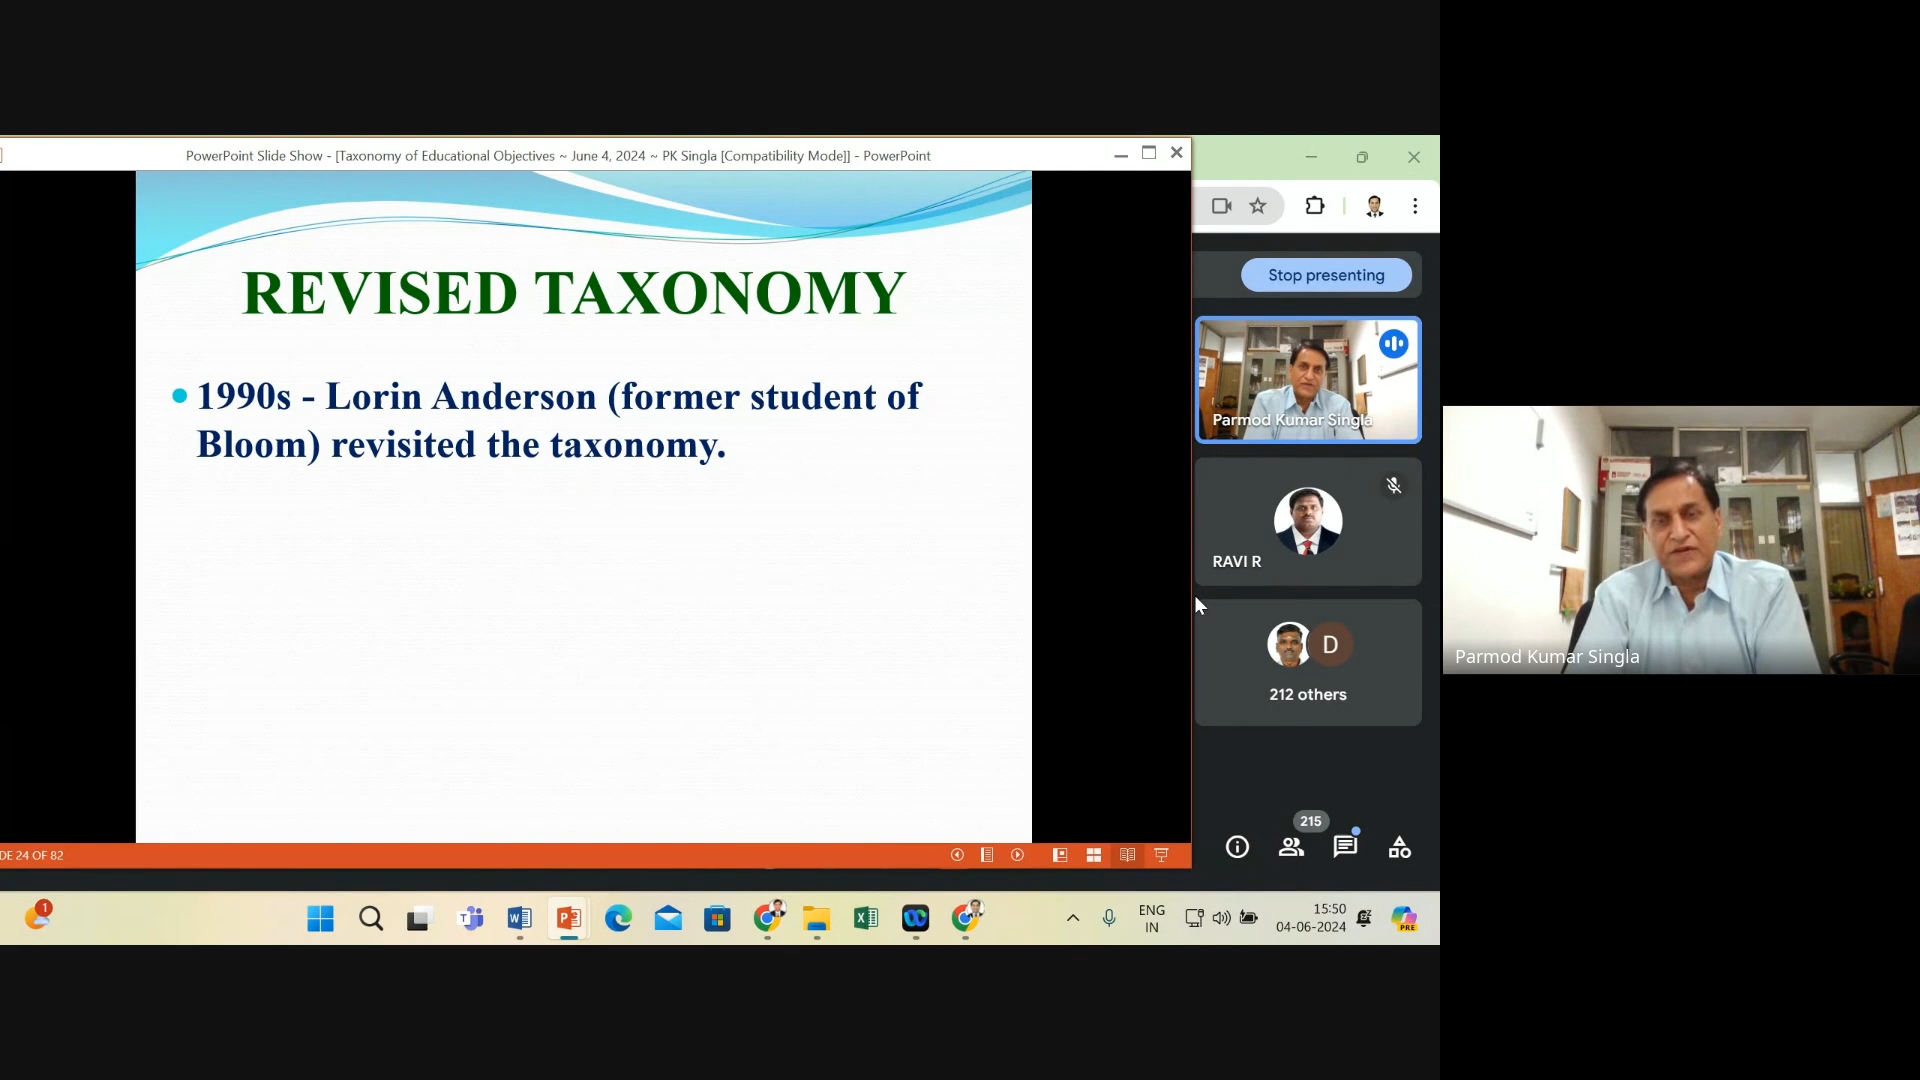 PowerPoint Slide Show - [Taxonomy of Educational Objectives ~ June 4, 2024 ~ PK Singla [Compatibility Mode]] - PowerPoint
REVISED TAXONOMY
1990s - Lorin Anderson (former student of
Bloom) revisited the taxonomy.
DE 24 OF 82
Stop presenting
Parmod Kumar Singla
RAVI R
D
212 others
215
Parmod Kumar Singla
1
ENG
IN
15:50
04-06-2024
PRE